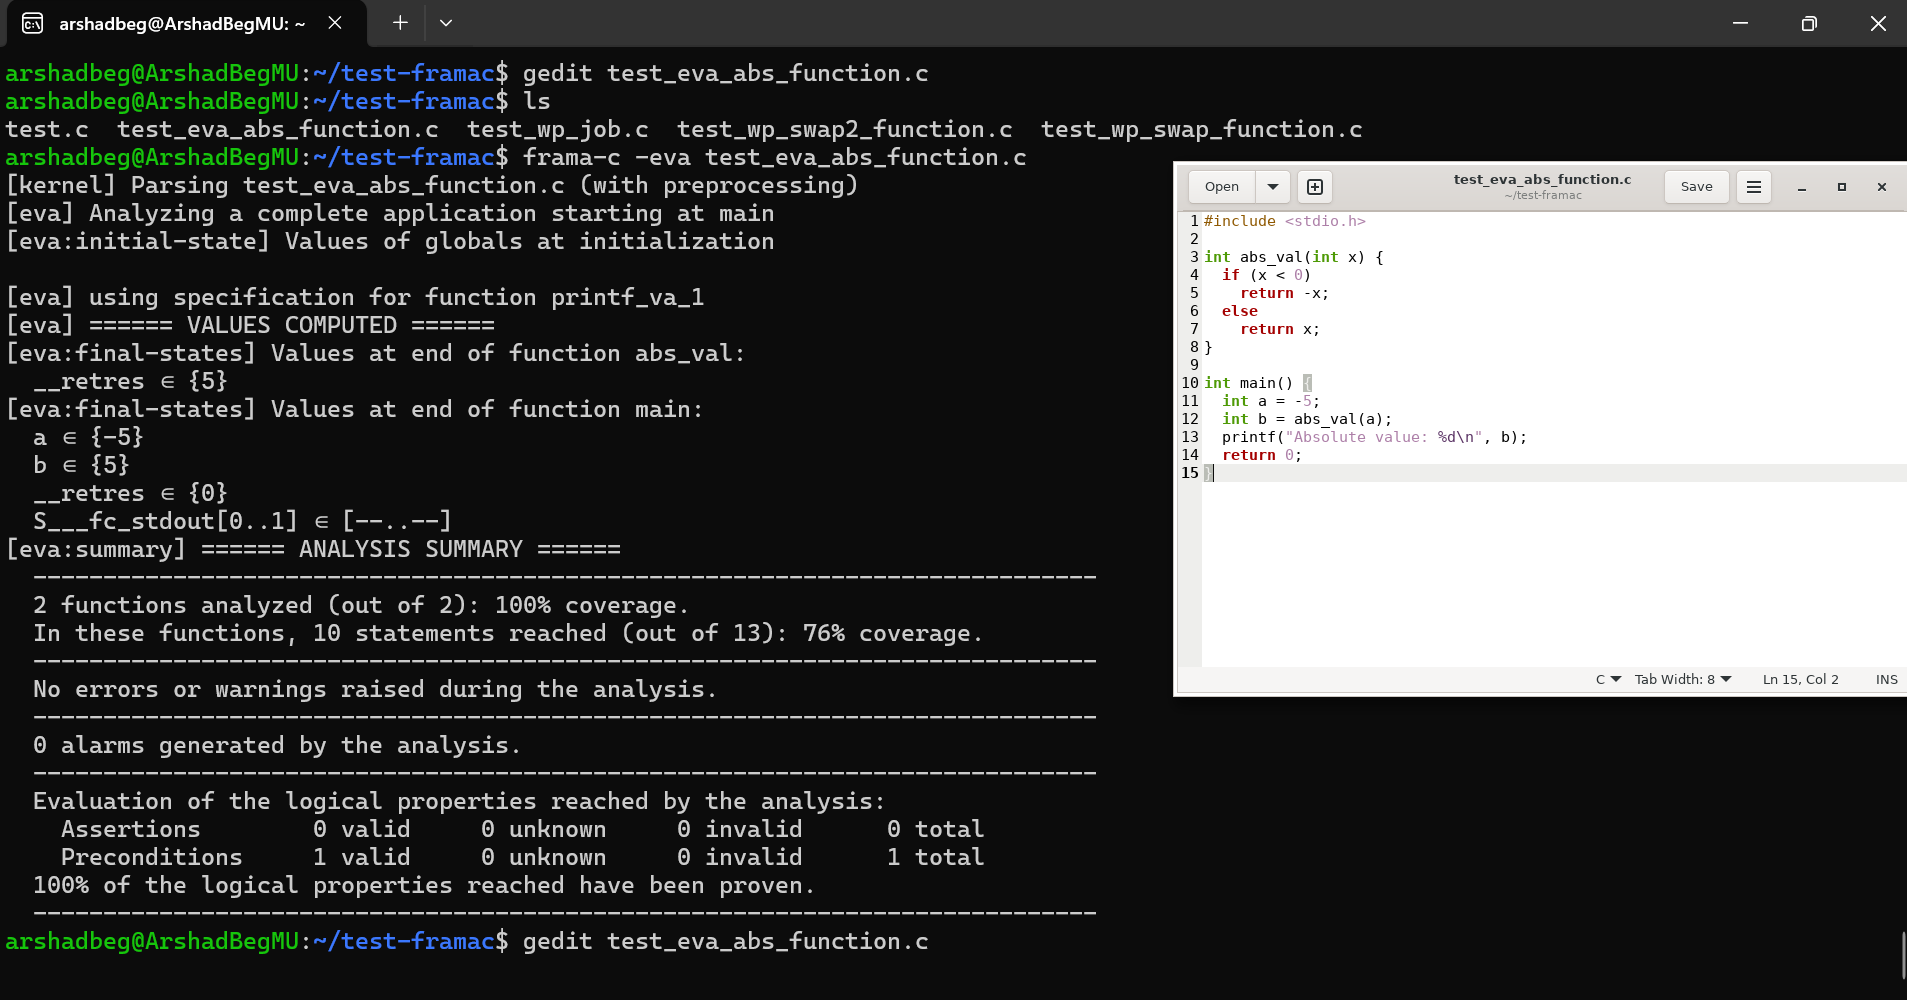 arshadbeg@ArshadBegMU: ~
arshadbeg@ArshadBegMU:~/test-framac$ gedit test_eva_abs_function.c
arshadbeg@ArshadBegMU:~/test-framac$ ls
test.c  test_eva_abs_function.c  test_wp_job.c  test_wp_swap2_function.c  test_wp_swap_function.c
arshadbeg@ArshadBegMU:~/test-framac$ frama-c -eva test_eva_abs_function.c
[kernel] Parsing test_eva_abs_function.c (with preprocessing)
[eva] Analyzing a complete application starting at main
[eva:initial-state] Values of globals at initialization
[eva] using specification for function printf_va_1
[eva] ====== VALUES COMPUTED ======
[eva:final-states] Values at end of function abs_val:
  __retres ∈ {5}
[eva:final-states] Values at end of function main:
  a ∈ {-5}
  b ∈ {5}
  __retres ∈ {0}
  S___fc_stdout[0..1] ∈ [--..--]
[eva:summary] ====== ANALYSIS SUMMARY ======
  ----------------------------------------------------------------------------
  2 functions analyzed (out of 2): 100% coverage.
  In these functions, 10 statements reached (out of 13): 76% coverage.
  ----------------------------------------------------------------------------
  No errors or warnings raised during the analysis.
  ----------------------------------------------------------------------------
  0 alarms generated by the analysis.
  ----------------------------------------------------------------------------
  Evaluation of the logical properties reached by the analysis:
    Assertions        0 valid     0 unknown     0 invalid      0 total
    Preconditions     1 valid     0 unknown     0 invalid      1 total
  100% of the logical properties reached have been proven.
  ----------------------------------------------------------------------------
arshadbeg@ArshadBegMU:~/test-framac$ gedit test_eva_abs_function.c
Open
test_eva_abs_function.c
~/test-framac
Save
1 #include <stdio.h>
2
3 int abs_val(int x) {
4   if (x < 0)
5     return -x;
6   else
7     return x;
8 }
9
10 int main() {
11   int a = -5;
12   int b = abs_val(a);
13   printf("Absolute value: %d\n", b);
14   return 0;
15 }
C  Tab Width: 8  Ln 15, Col 2  INS